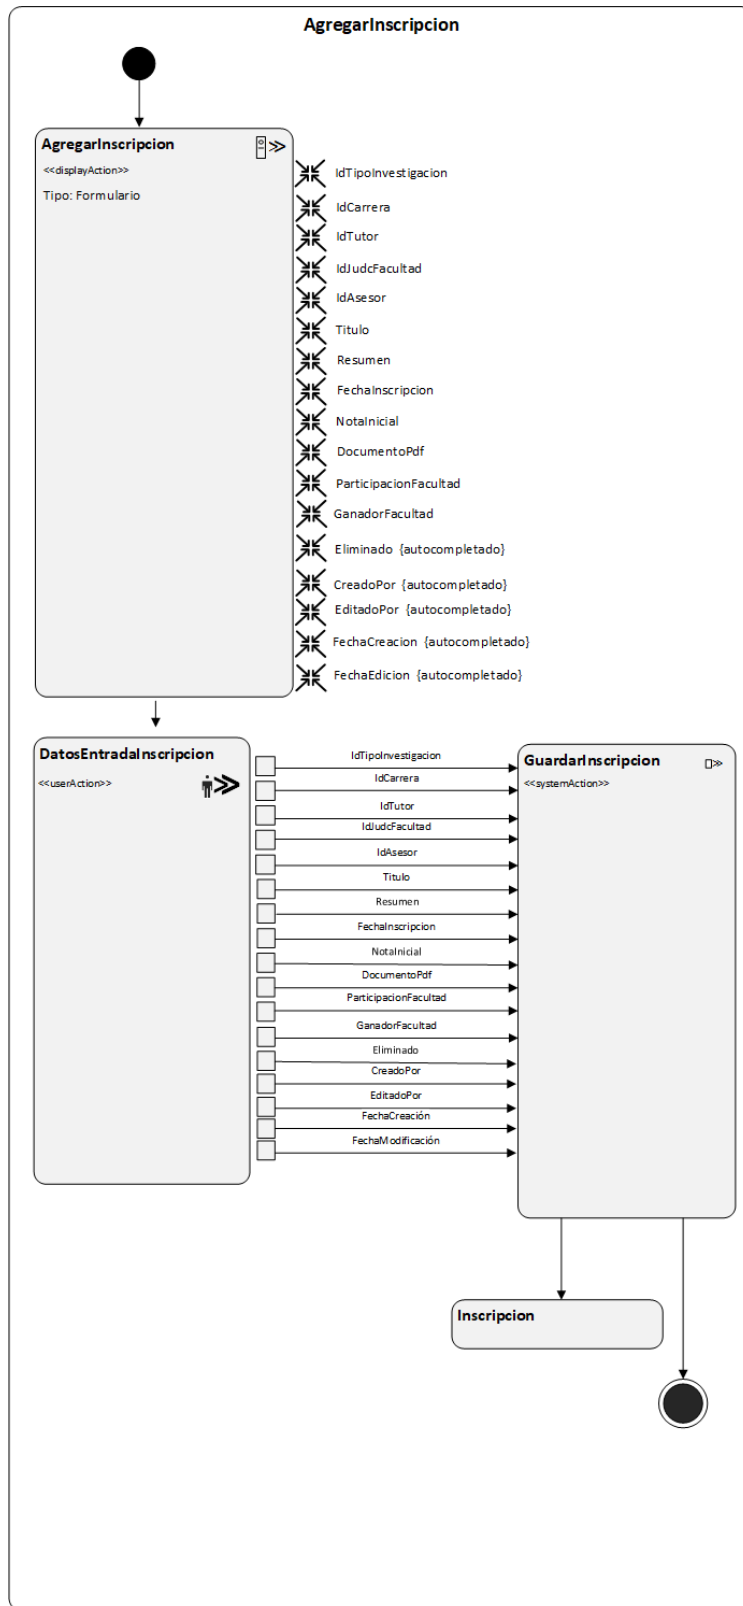 AgregarInscripcion
AgregarInscripcion
<<displayAction>>
Tipo: Formulario
IdTipoInvestigacion
IdCarrera
IdTutor
IdJudcFacultad
IdAsesor
Titulo
Resumen
FechaInscripcion
NotaInicial
DocumentoPdf
ParticipacionFacultad
GanadorFacultad
Eliminado {autocompletado}
CreadoPor {autocompletado}
EditadoPor {autocompletado}
FechaCreacion {autocompletado}
FechaEdicion {autocompletado}
DatosEntradaInscripcion
<<userAction>>
IdTipoInvestigacion
IdCarrera
IdTutor
IdJudcFacultad
IdAsesor
Titulo
Resumen
FechaInscripcion
NotaInicial
DocumentoPdf
ParticipacionFacultad
GanadorFacultad
Eliminado
CreadoPor
EditadoPor
FechaCreación
FechaModificación
GuardarInscripcion
<<systemAction>>
Inscripcion